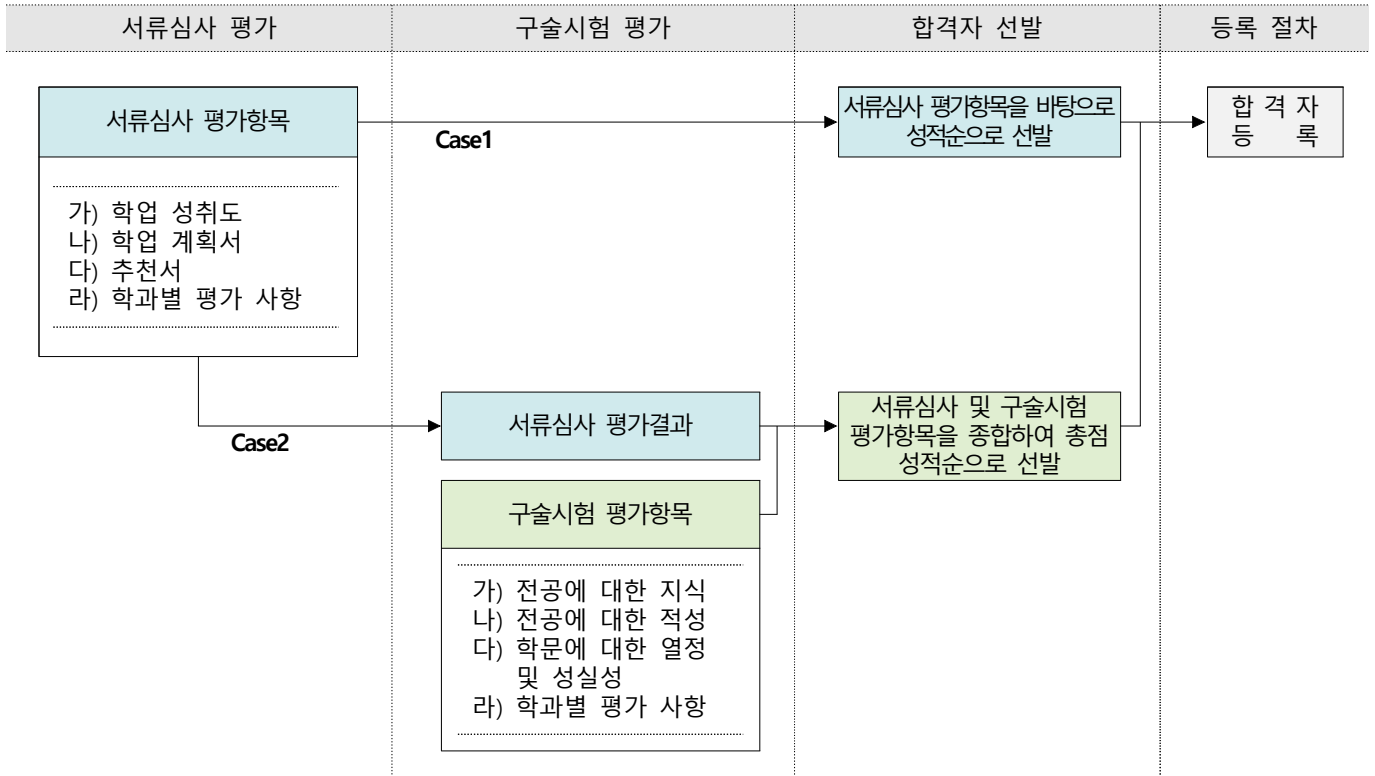 서류심사 평가
구술시험 평가
합격자 선발
등록 절차
서류심사 평가항목
가) 학업 성취도
나) 학업 계획서
다) 추천서
라) 학과별 평가 사항
Case1
서류심사 평가항목을 바탕으로
성적순으로 선발
합 격 자
등 록
Case2
서류심사 평가결과
서류심사 및 구술시험
평가항목을 종합하여 총점
성적순으로 선발
구술시험 평가항목
가) 전공에 대한 지식
나) 전공에 대한 적성
다) 학문에 대한 열정
및 성실성
라) 학과별 평가 사항